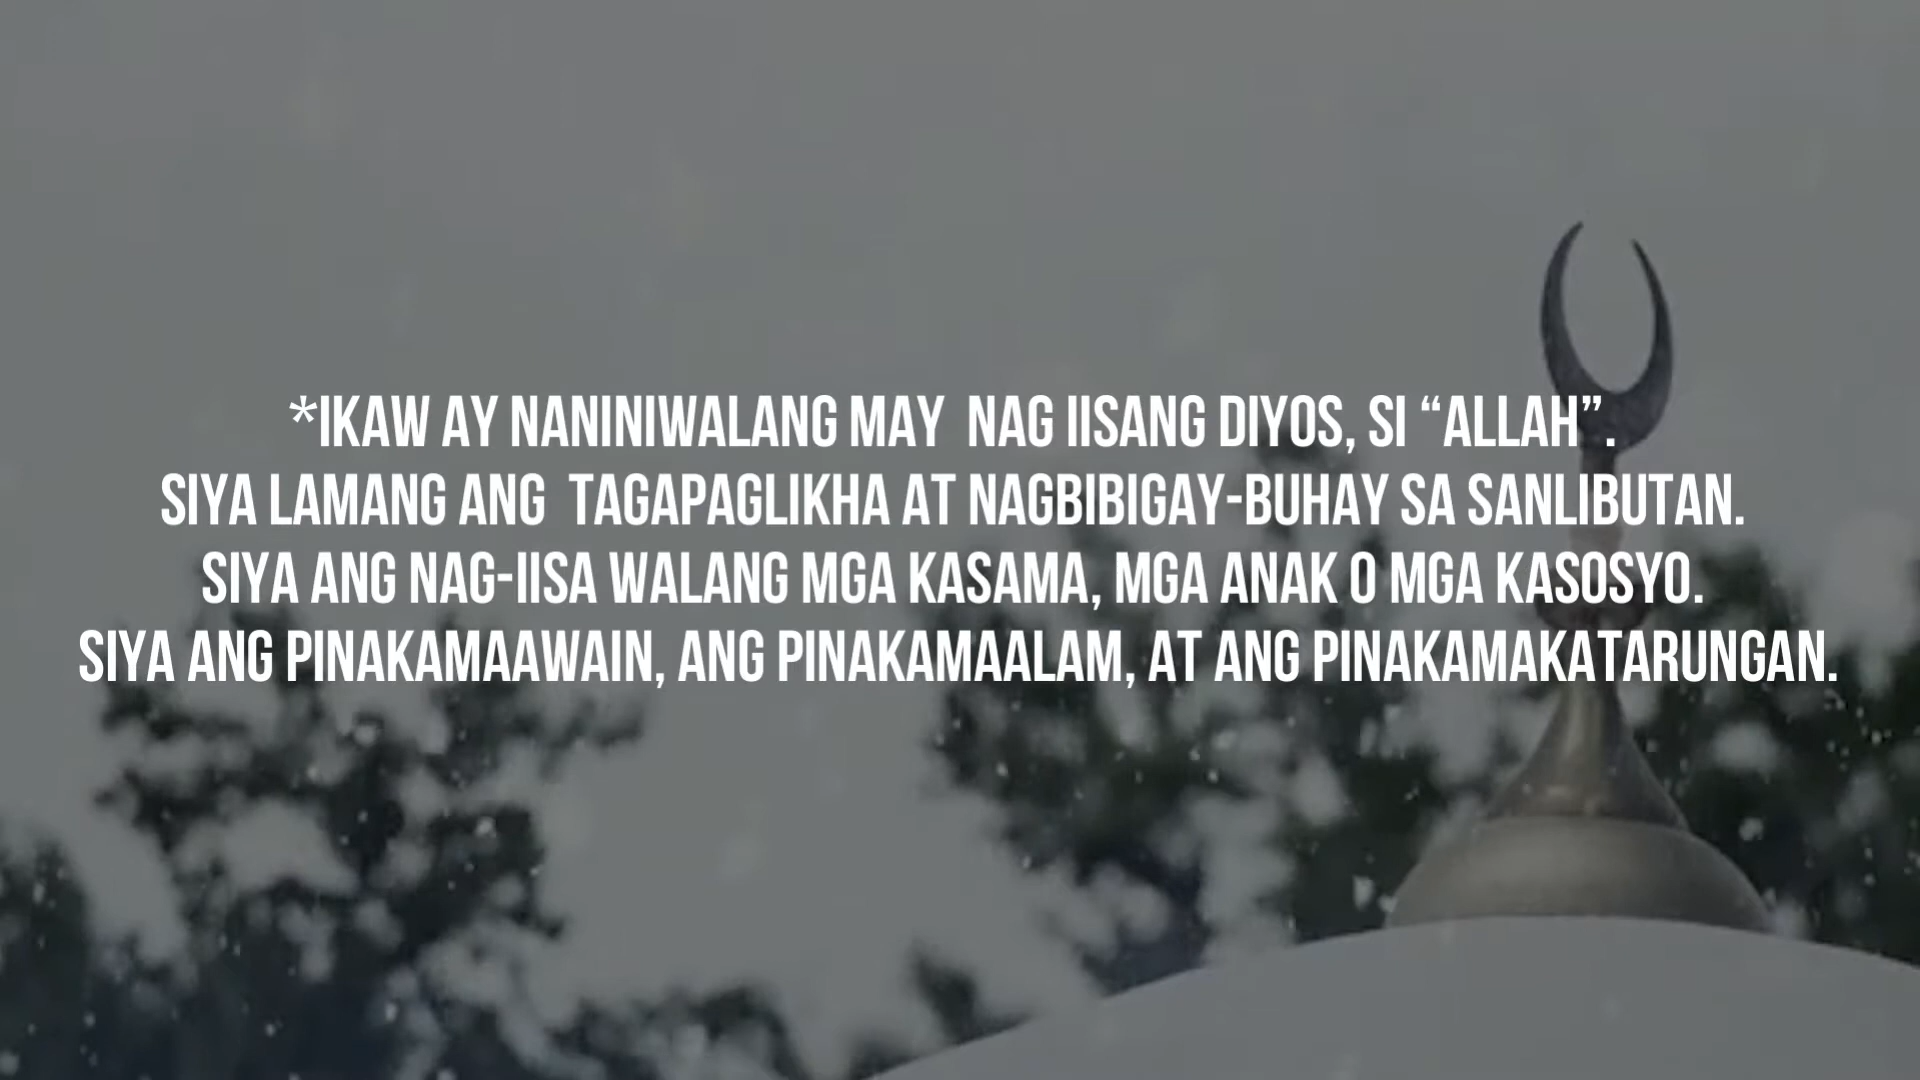 *IKAW AY NANINIWALANG MAY NAG IISANG DIYOS, SI “ALLAH”.
SIYA LAMANG ANG TAGAPAGLIKHA AT NAGBIBIGAY-BUHAY SA SANLIBUTAN.
SIYA ANG NAG-IISA WALANG MGA KASAMA, MGA ANAK O MGA KASOSYO.
SIYA ANG PINAKAMAAWAIN, ANG PINAKAMAALAM, AT ANG PINAKAMAKATARUNGAN.